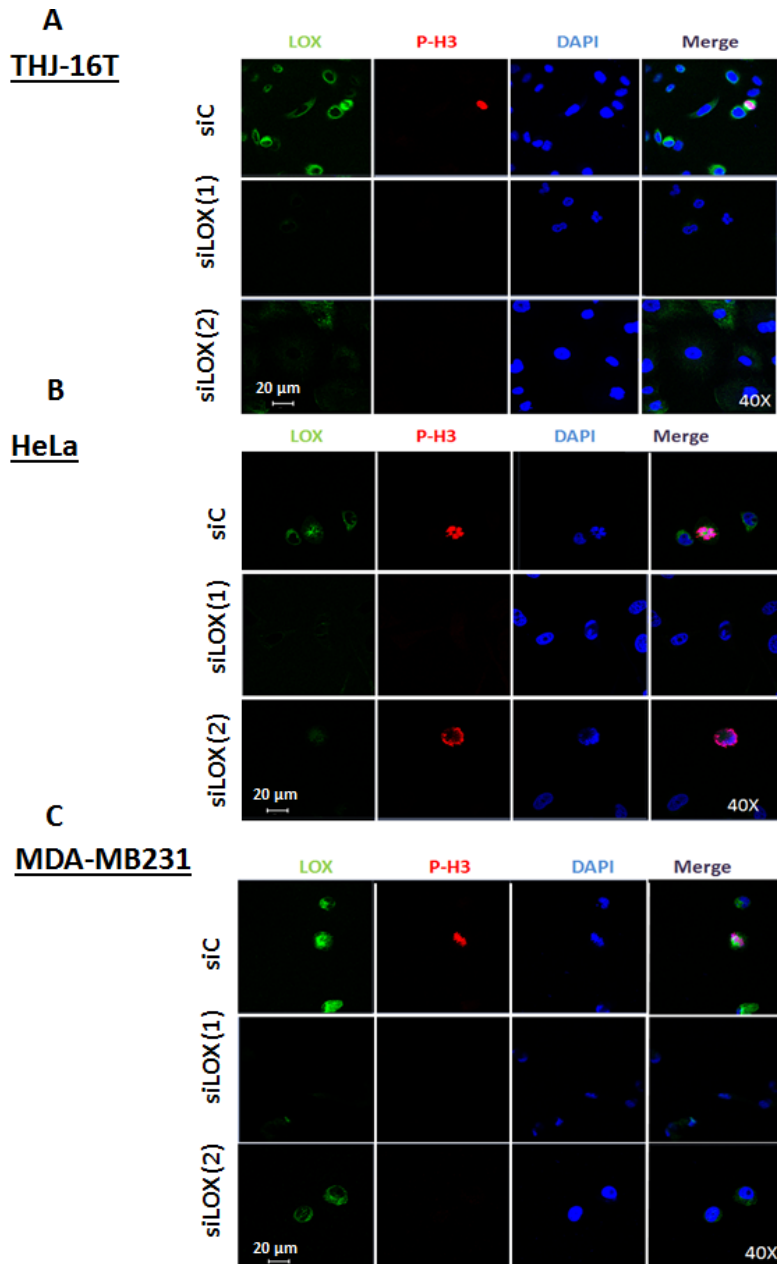 A
THJ-16T
LOX P-H3 DAPI Merge
siC
siLOX (1)
siLOX (2)
20 µm
40X
B
HeLa
LOX P-H3 DAPI Merge
siC
siLOX (1)
siLOX (2)
20 µm
40X
C
MDA-MB231
LOX P-H3 DAPI Merge
siC
siLOX (1)
siLOX (2)
20 µm
40X